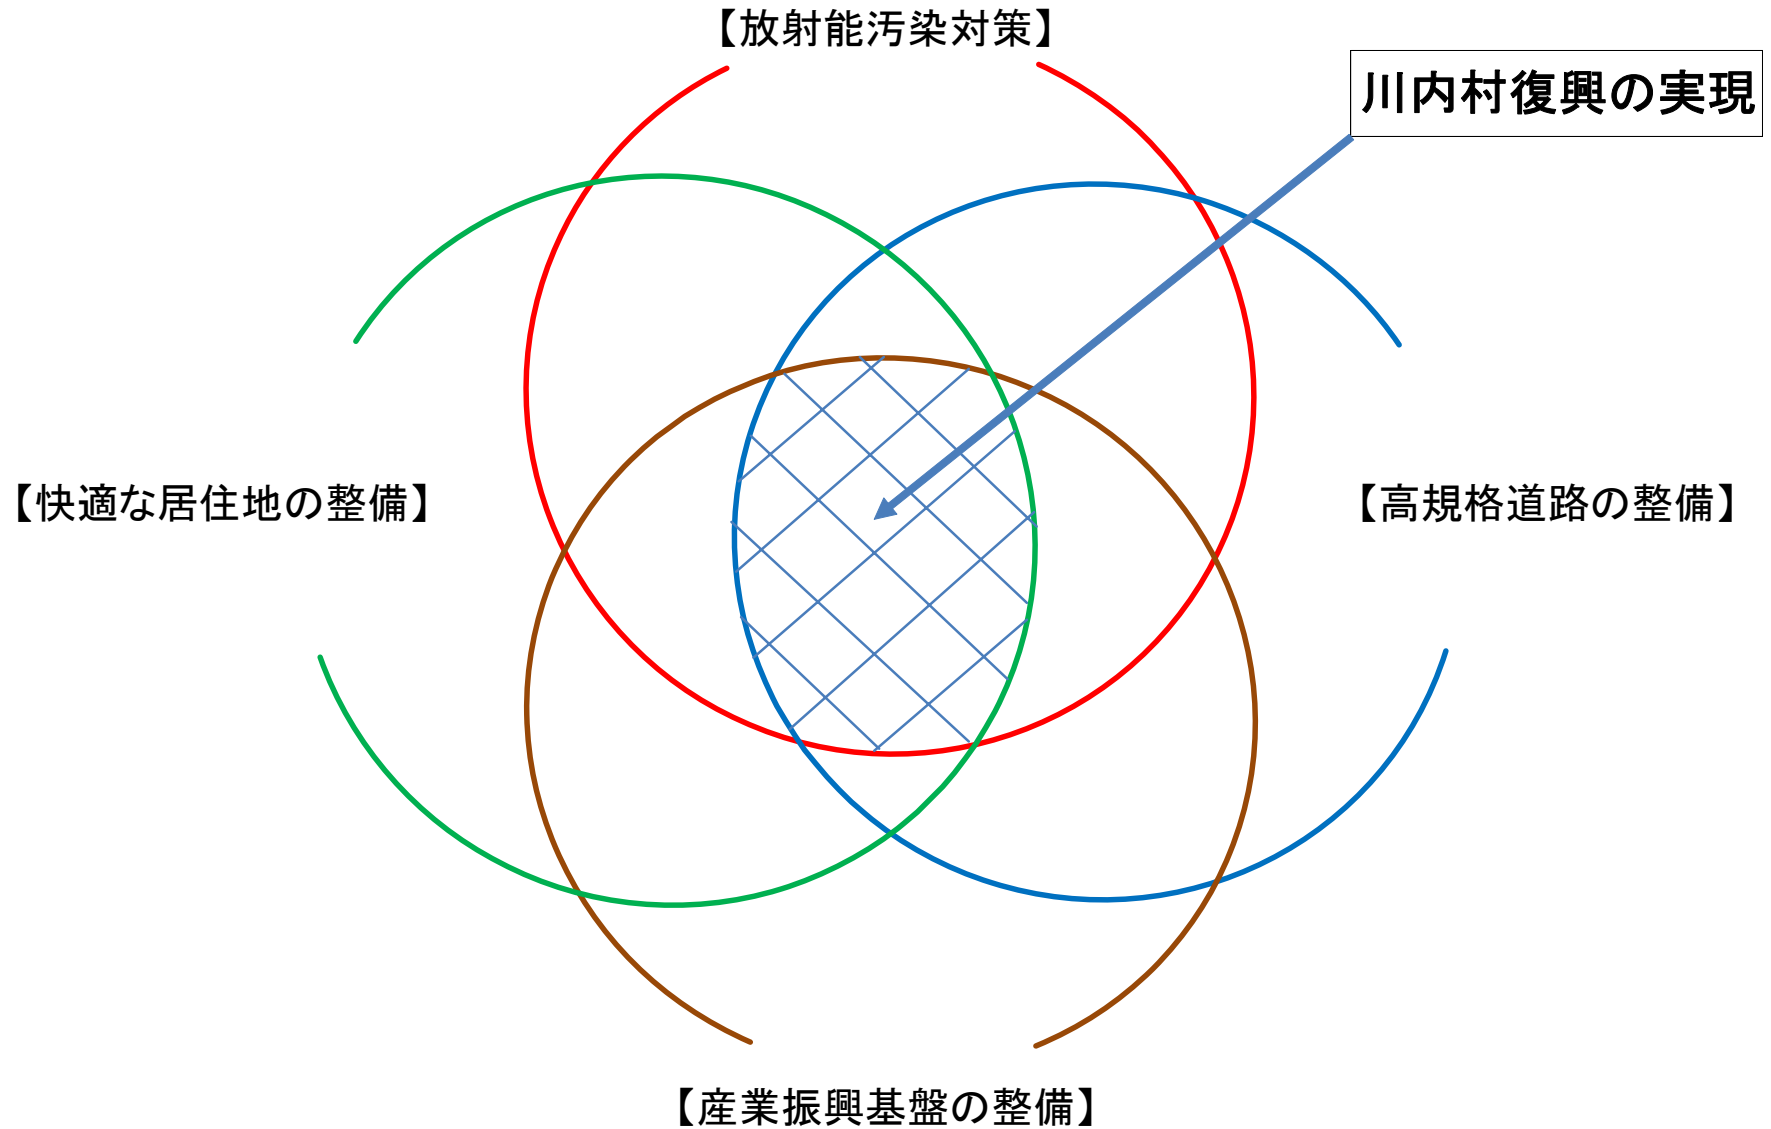 【放射能汚染対策】
川内村復興の実現
【快適な居住地の整備】
【高規格道路の整備】
【産業振興基盤の整備】